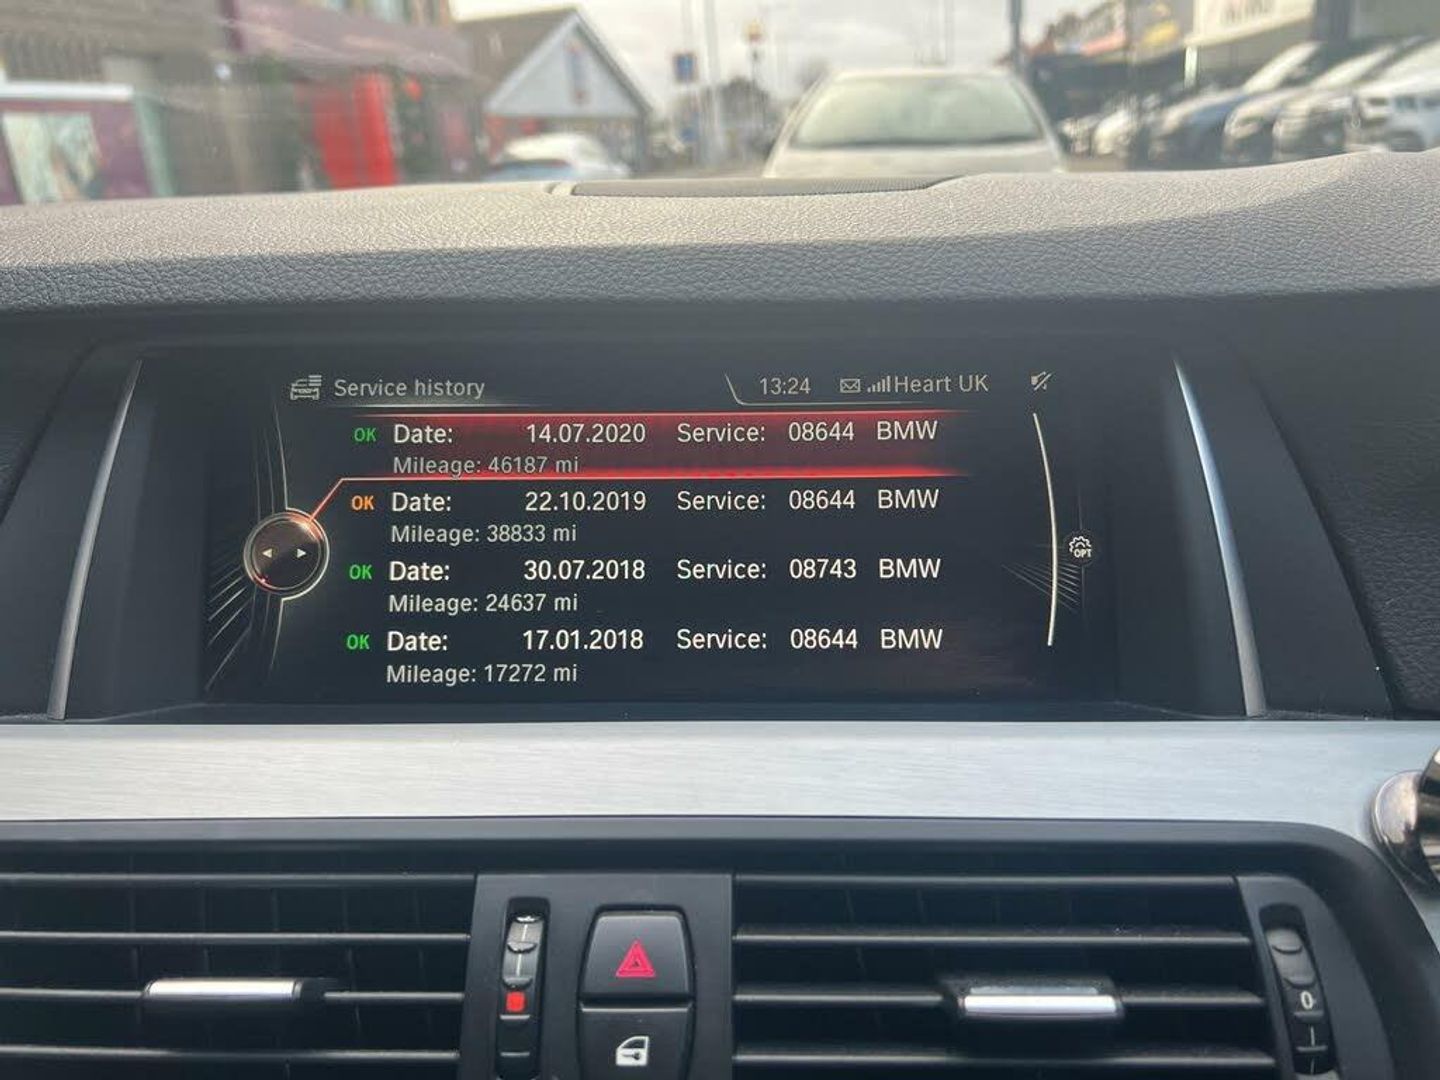 Service history 13:24 Heart UK
OK Date: 14.07.2020 Service: 08644 BMW
Mileage: 46187 mi
OK Date: 22.10.2019 Service: 08644 BMW
Mileage: 38833 mi
OK Date: 30.07.2018 Service: 08743 BMW
Mileage: 24637 mi
OK Date: 17.01.2018 Service: 08644 BMW
Mileage: 17272 mi
OPT
0